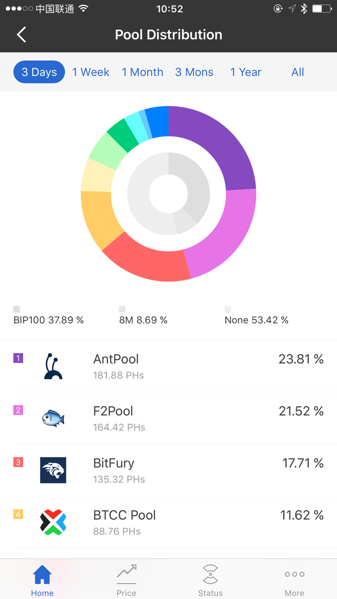 中国联通 10:52
Pool Distribution
3 Days 1 Week 1 Month 3 Mons 1 Year All
BIP100 37.89 % 8M 8.69 % None 53.42 %
1 AntPool 23.81 %
181.88 PHs
2 F2Pool 21.52 %
164.42 PHs
3 BitFury 17.71 %
135.32 PHs
4 BTCC Pool 11.62 %
88.76 PHs
Home Price Status More